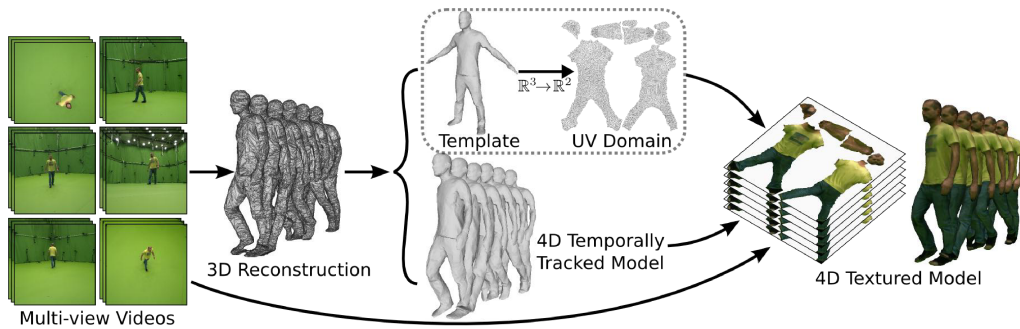 ℝ³→ℝ²
Template
UV Domain
3D Reconstruction
4D Temporally
Tracked Model
4D Textured Model
Multi-view Videos